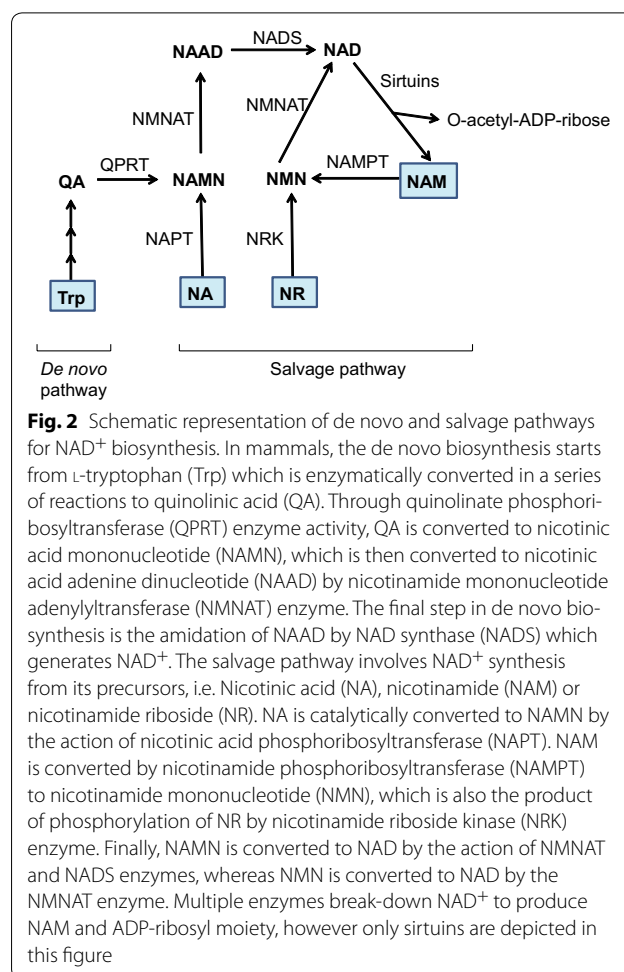 NAAD NADS NAD
Sirtuins
NMNAT NMNAT O-acetyl-ADP-ribose
QPRT NAMPT
QA NAMN NMN NAM
NAPT NRK
Trp NA NR
De novo Salvage pathway
pathway
Fig. 2 Schematic representation of de novo and salvage pathways
for NAD+ biosynthesis. In mammals, the de novo biosynthesis starts
from L-tryptophan (Trp) which is enzymatically converted in a series
of reactions to quinolinic acid (QA). Through quinolinate phosphori-
bosyltransferase (QPRT) enzyme activity, QA is converted to nicotinic
acid mononucleotide (NAMN), which is then converted to nicotinic
acid adenine dinucleotide (NAAD) by nicotinamide mononucleotide
adenylyltransferase (NMNAT) enzyme. The final step in de novo bio-
synthesis is the amidation of NAAD by NAD synthase (NADS) which
generates NAD+. The salvage pathway involves NAD+ synthesis
from its precursors, i.e. Nicotinic acid (NA), nicotinamide (NAM) or
nicotinamide riboside (NR). NA is catalytically converted to NAMN by
the action of nicotinic acid phosphoribosyltransferase (NAPT). NAM
is converted by nicotinamide phosphoribosyltransferase (NAMPT)
to nicotinamide mononucleotide (NMN), which is also the product
of phosphorylation of NR by nicotinamide riboside kinase (NRK)
enzyme. Finally, NAMN is converted to NAD by the action of NMNAT
and NADS enzymes, whereas NMN is converted to NAD by the
NMNAT enzyme. Multiple enzymes break-down NAD+ to produce
NAM and ADP-ribosyl moiety, however only sirtuins are depicted in
this figure